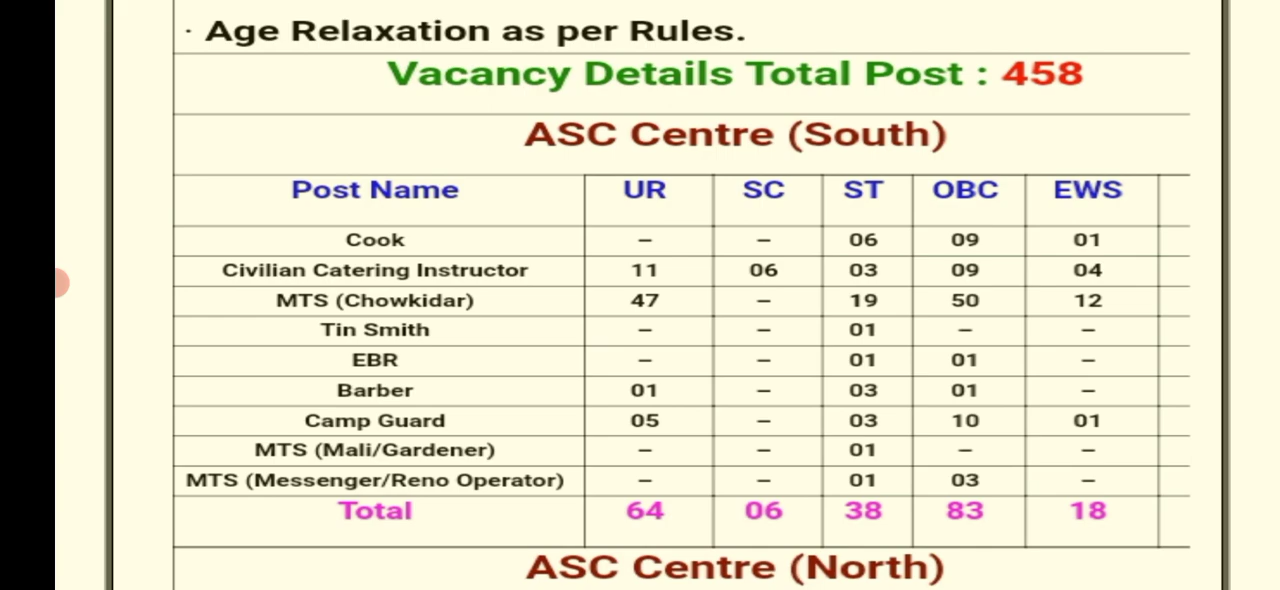 · Age Relaxation as per Rules.
Vacancy Details Total Post : 458
ASC Centre (South)
Post Name UR SC ST OBC EWS
Cook – – 06 09 01
Civilian Catering Instructor 11 06 03 09 04
MTS (Chowkidar) 47 – 19 50 12
Tin Smith – – 01 – –
EBR – – 01 01 –
Barber 01 – 03 01 –
Camp Guard 05 – 03 10 01
MTS (Mali/Gardener) – – 01 – –
MTS (Messenger/Reno Operator) – – 01 03 –
Total 64 06 38 83 18
ASC Centre (North)